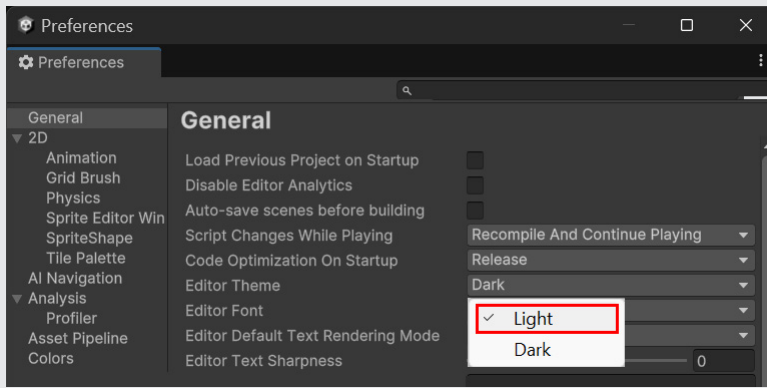 Preferences
Preferences
General
2D
Animation
Grid Brush
Physics
Sprite Editor Win
SpriteShape
Tile Palette
AI Navigation
Analysis
Profiler
Asset Pipeline
Colors
General
Load Previous Project on Startup
Disable Editor Analytics
Auto-save scenes before building
Script Changes While Playing Recompile And Continue Playing
Code Optimization On Startup Release
Editor Theme Dark
Editor Font
Light
Editor Default Text Rendering Mode
Dark
Editor Text Sharpness 0